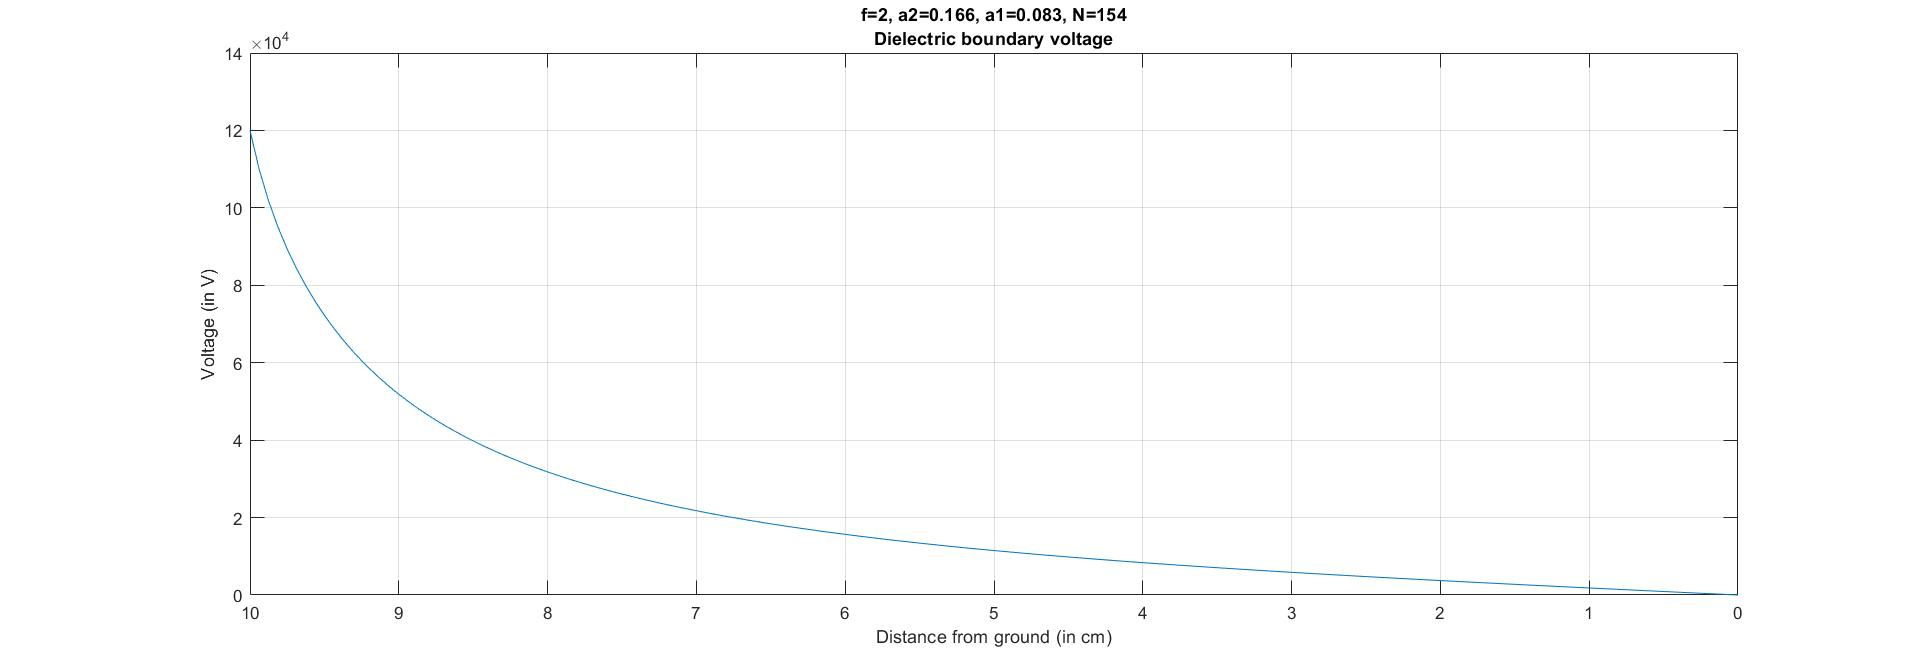 f=2, a2=0.166, a1=0.083, N=154
Dielectric boundary voltage
×10⁴
14
12
10
8
6
4
2
0
Voltage (in V)
10 9 8 7 6 5 4 3 2 1 0
Distance from ground (in cm)